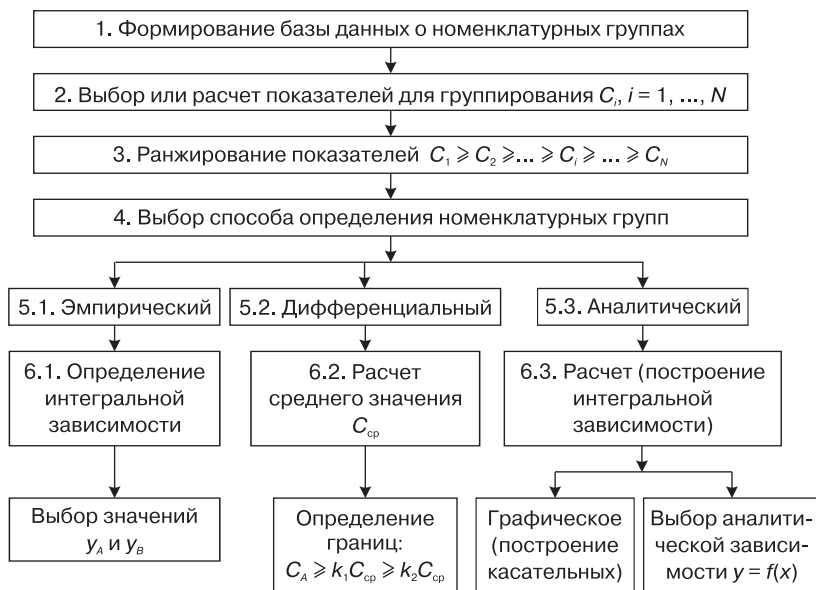 1. Формирование базы данных о номенклатурных группах
2. Выбор или расчет показателей для группирования Cᵢ, i = 1, ..., N
3. Ранжирование показателей C₁ ⩾ C₂ ⩾... ⩾ Cᵢ ⩾ ... ⩾ C_N
4. Выбор способа определения номенклатурных групп
5.1. Эмпирический
5.2. Дифференциальный
5.3. Аналитический
6.1. Определение
интегральной
зависимости
6.2. Расчет
среднего значения
C_ср
6.3. Расчет (построение
интегральной
зависимости)
Выбор значений
y_A и y_B
Определение
границ:
C_A ⩾ k₁C_ср ⩾ k₂C_ср
Графическое
(построение
касательных)
Выбор аналити-
ческой зависи-
мости y = f(x)